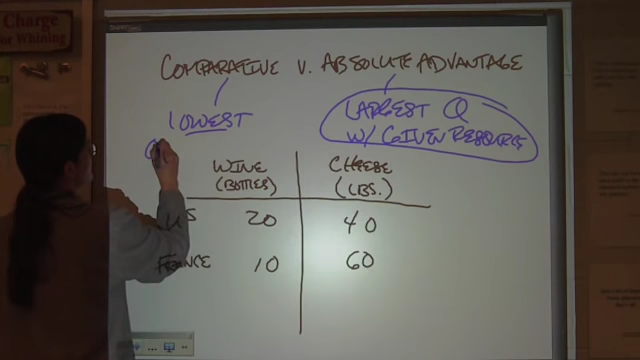 Charge
for Whining
COMPARATIVE V. ABSOLUTE ADVANTAGE
LOWEST
LARGEST Q
W/ GIVEN RESOURCE
WINE CHEESE
(BOTTLES) (LBS.)
US 20 40
FRANCE 10 60